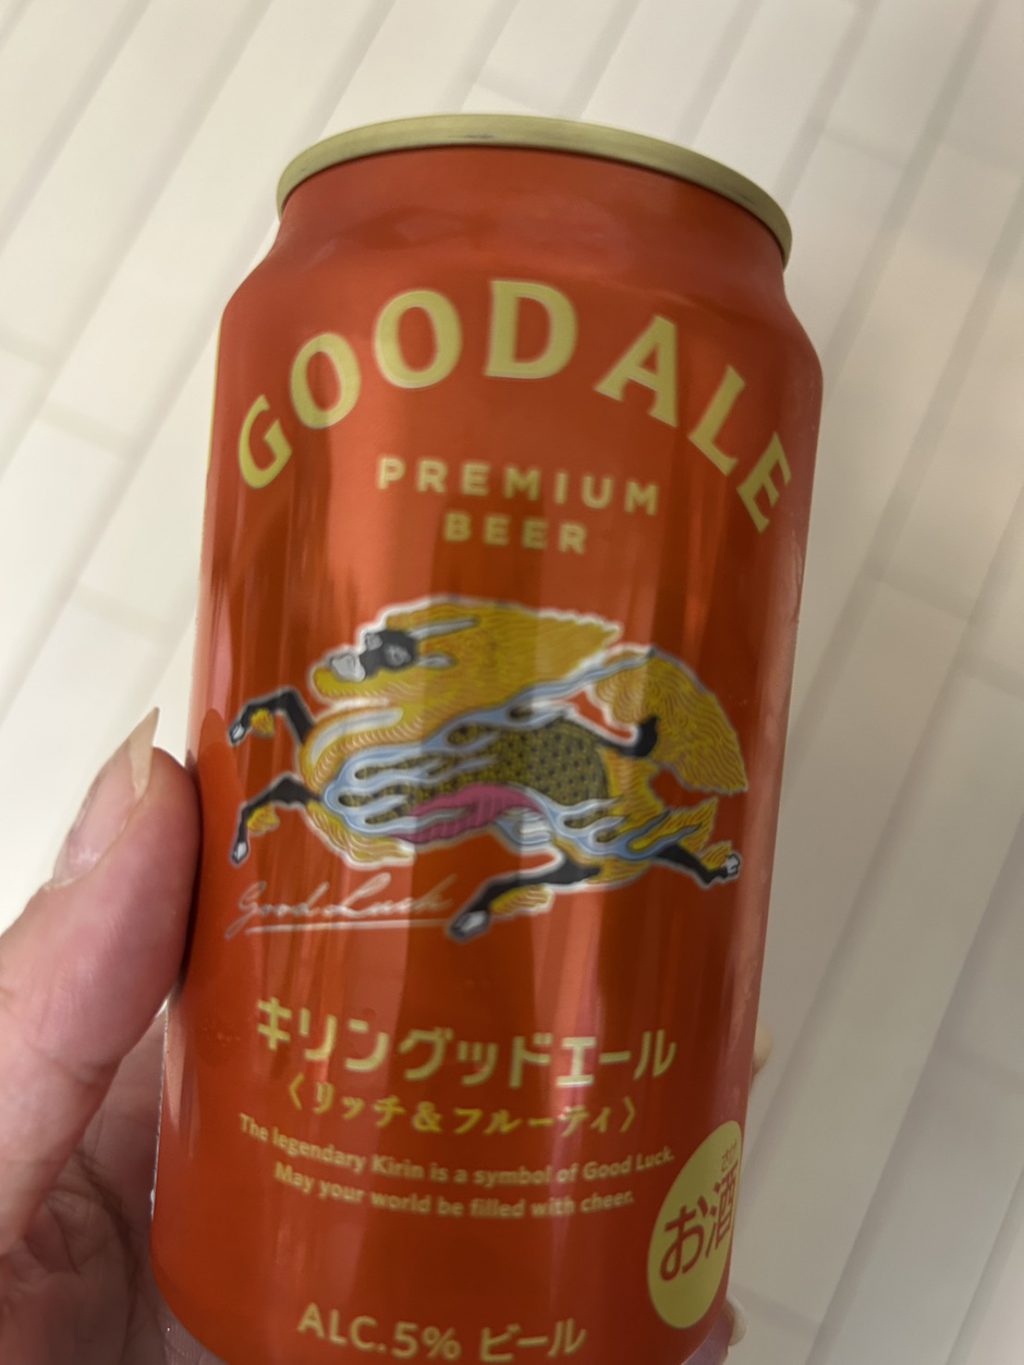 GOOD ALE
PREMIUM
BEER
Good Luck
キリングッドエール
〈リッチ＆フルーティ〉
The legendary Kirin is a symbol of Good Luck.
May your world be filled with cheer.
お酒
ALC.5% ビール